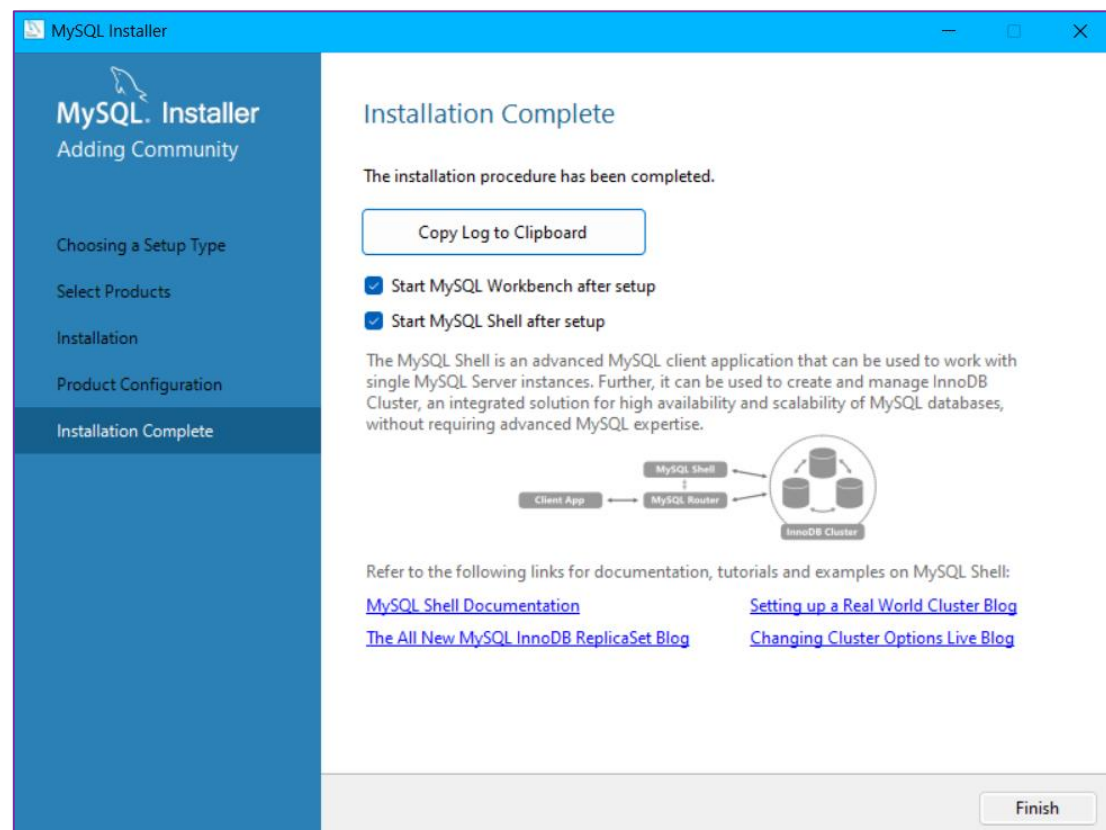 MySQL Installer
MySQL. Installer
Adding Community
Choosing a Setup Type
Select Products
Installation
Product Configuration
Installation Complete
Installation Complete
The installation procedure has been completed.
Copy Log to Clipboard
Start MySQL Workbench after setup
Start MySQL Shell after setup
The MySQL Shell is an advanced MySQL client application that can be used to work with
single MySQL Server instances. Further, it can be used to create and manage InnoDB
Cluster, an integrated solution for high availability and scalability of MySQL databases,
without requiring advanced MySQL expertise.
MySQL Shell
Client App
MySQL Router
InnoDB Cluster
Refer to the following links for documentation, tutorials and examples on MySQL Shell:
MySQL Shell Documentation
Setting up a Real World Cluster Blog
The All New MySQL InnoDB ReplicaSet Blog
Changing Cluster Options Live Blog
Finish